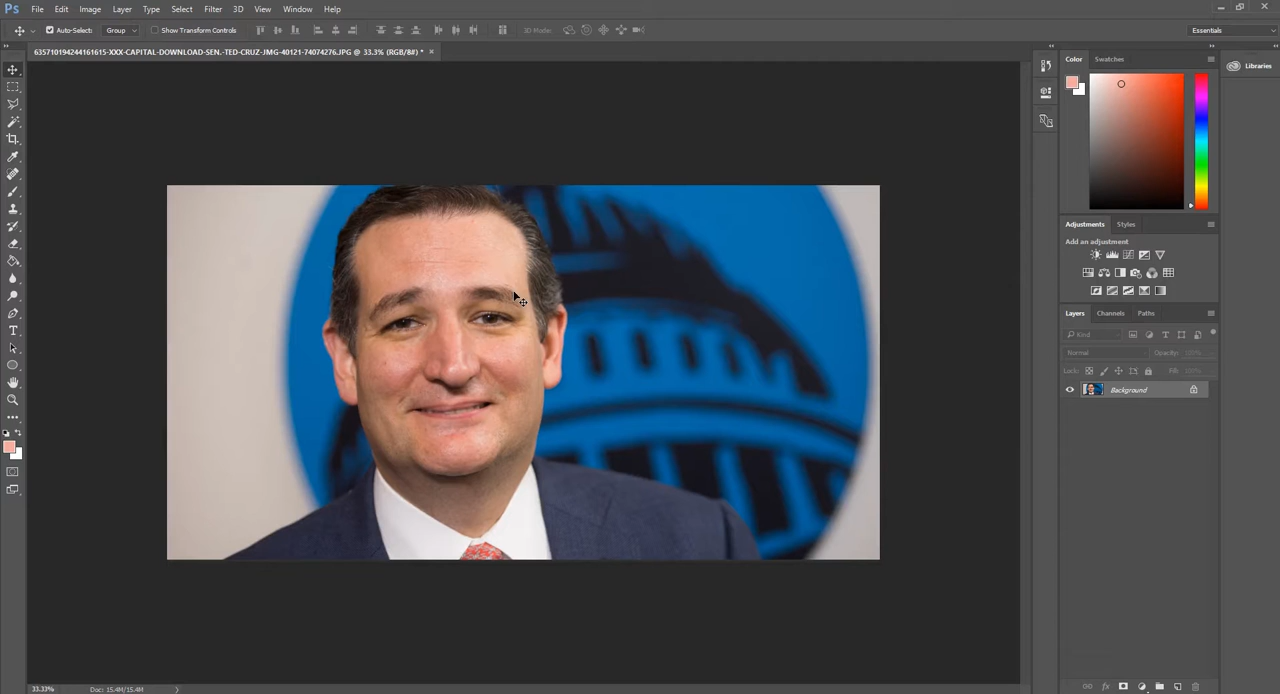 Ps File Edit Image Layer Type Select Filter 3D View Window Help
Auto-Select: Group Show Transform Controls 3D Mode: Essentials
635710194244161615-XXX-CAPITAL-DOWNLOAD-SEN.-TED-CRUZ-JMG-40121-74074276.JPG @ 33.3% (RGB/8#) * ×
Color Swatches
Libraries
Adjustments Styles
Add an adjustment
Layers Channels Paths
Kind
Normal Opacity: 100%
Lock: Fill: 100%
Background
33.33% Doc: 15.4M/15.4M